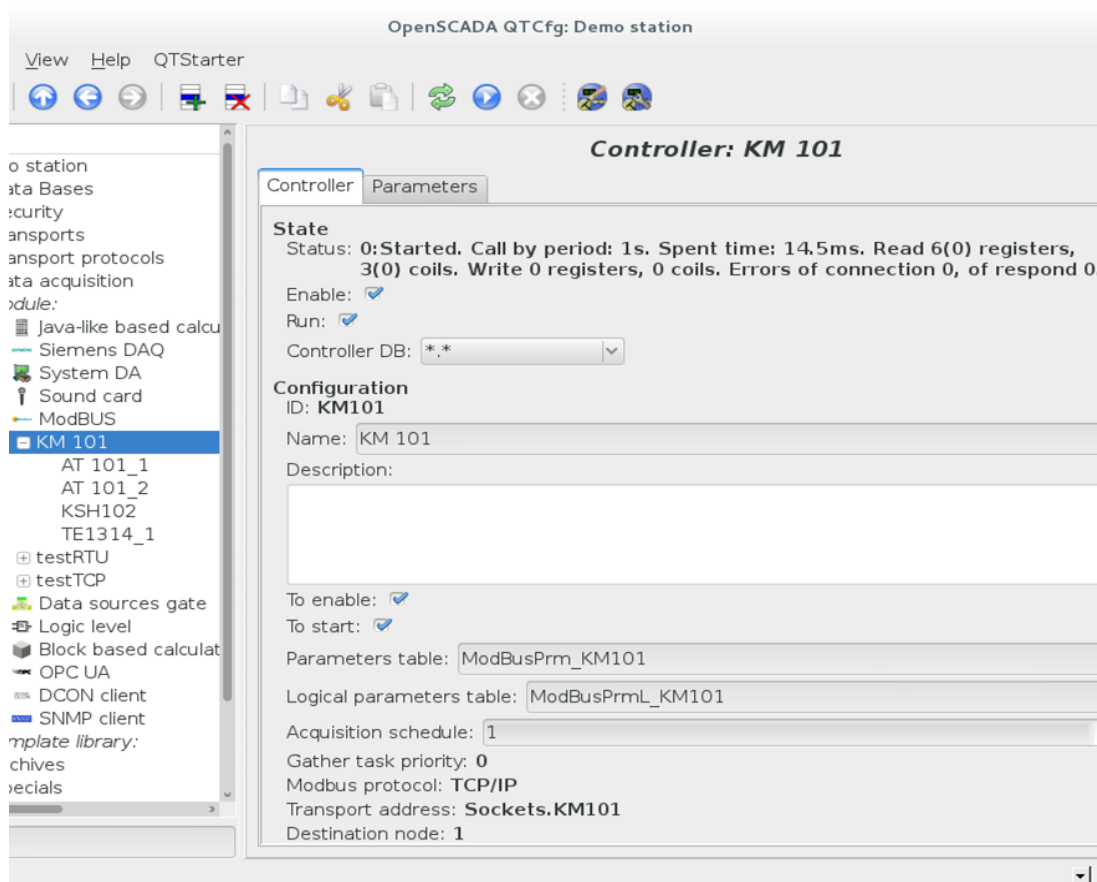 OpenSCADA QTCfg: Demo station
View Help QTStarter
o station
ata Bases
ecurity
ansports
ansport protocols
ata acquisition
odule:
Java-like based calcu
Siemens DAQ
System DA
Sound card
ModBUS
KM 101
AT 101_1
AT 101_2
KSH102
TE1314_1
testRTU
testTCP
Data sources gate
Logic level
Block based calculat
OPC UA
DCON client
SNMP client
mplate library:
chives
pecials
Controller: KM 101
Controller Parameters
State
Status: 0:Started. Call by period: 1s. Spent time: 14.5ms. Read 6(0) registers,
3(0) coils. Write 0 registers, 0 coils. Errors of connection 0, of respond 0.
Enable:
Run:
Controller DB: *.*
Configuration
ID: KM101
Name: KM 101
Description:
To enable:
To start:
Parameters table: ModBusPrm_KM101
Logical parameters table: ModBusPrmL_KM101
Acquisition schedule: 1
Gather task priority: 0
Modbus protocol: TCP/IP
Transport address: Sockets.KM101
Destination node: 1